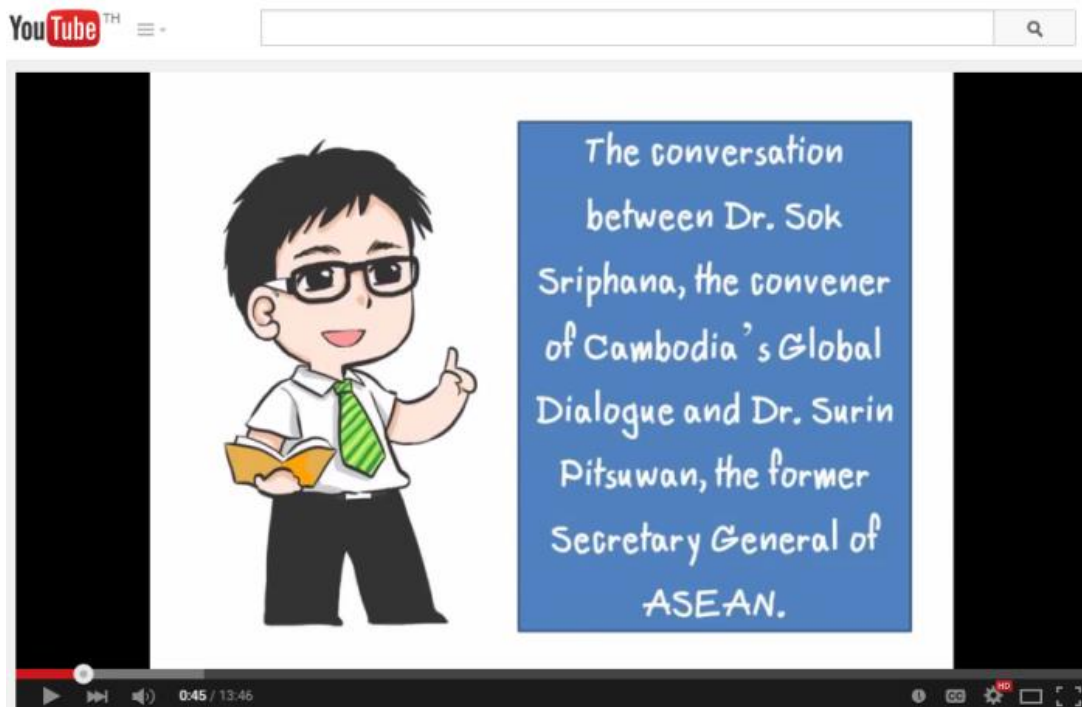 YouTube TH
The conversation
between Dr. Sok
Sriphana, the convener
of Cambodia's Global
Dialogue and Dr. Surin
Pitsuwan, the former
Secretary General of
ASEAN.
0:45 / 13:46
CC
HD